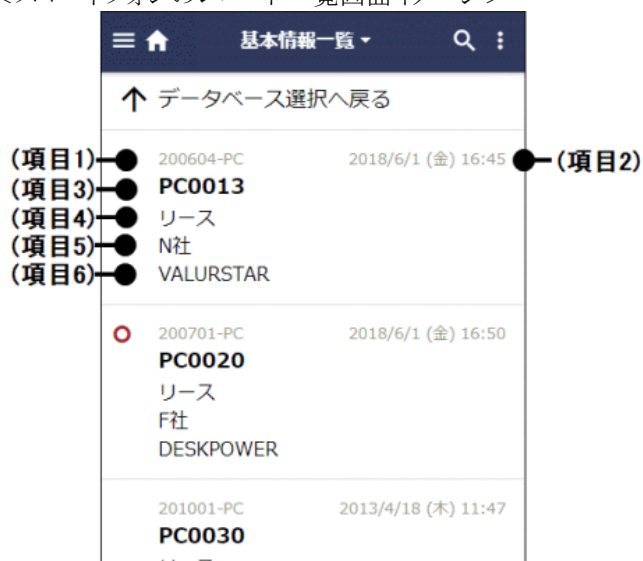 基本情報一覧
データベース選択へ戻る
(項目1) 200604-PC 2018/6/1 (金) 16:45 (項目2)
(項目3) PC0013
(項目4) リース
(項目5) N社
(項目6) VALURSTAR
200701-PC 2018/6/1 (金) 16:50
PC0020
リース
F社
DESKPOWER
201001-PC 2013/4/18 (木) 11:47
PC0030